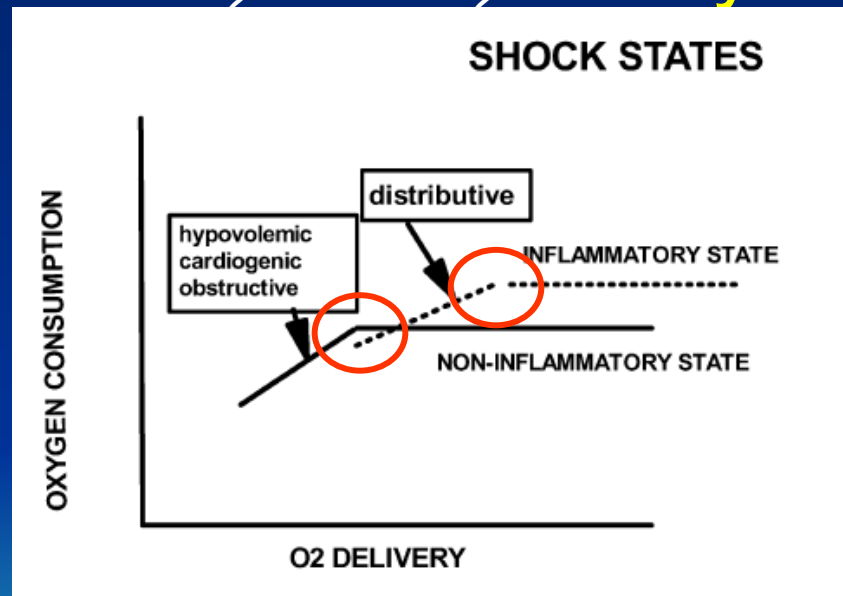 SHOCK STATES
distributive
hypovolemic
cardiogenic
obstructive
INFLAMMATORY STATE
NON-INFLAMMATORY STATE
OXYGEN CONSUMPTION
O2 DELIVERY